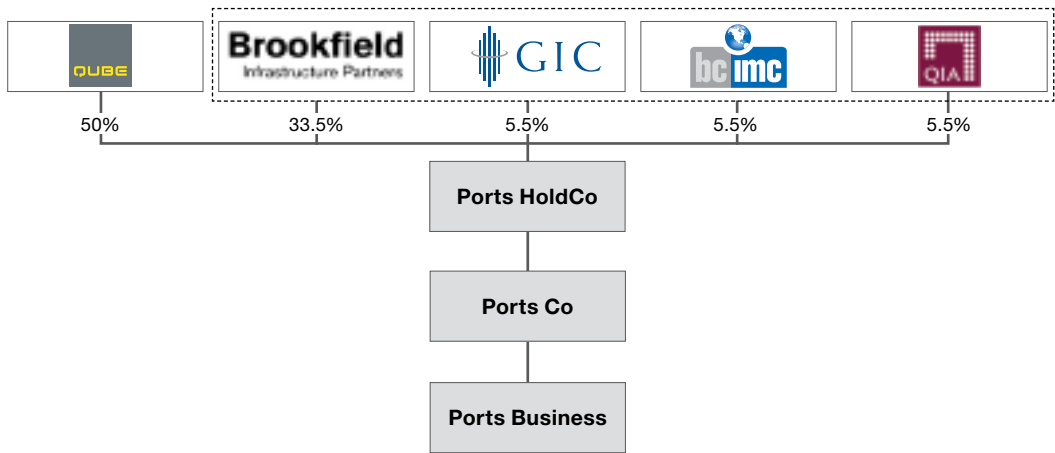 QUBE
Brookfield
Infrastructure Partners
GIC
bcimc
QIA
50%
33.5%
5.5%
5.5%
5.5%
Ports HoldCo
Ports Co
Ports Business